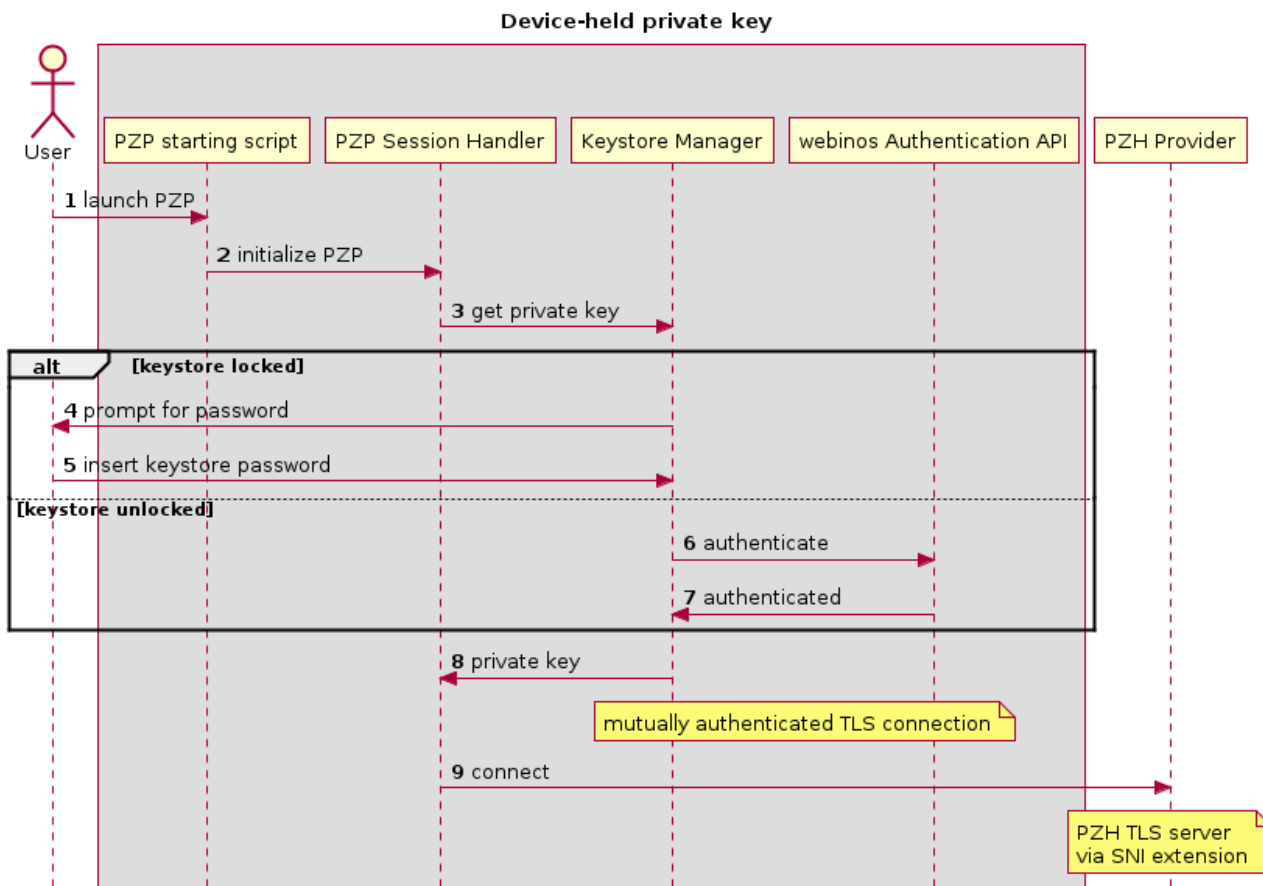 Device-held private key
User
PZP starting script
PZP Session Handler
Keystore Manager
webinos Authentication API
PZH Provider
1 launch PZP
2 initialize PZP
3 get private key
alt [keystore locked]
4 prompt for password
5 insert keystore password
[keystore unlocked]
6 authenticate
7 authenticated
8 private key
mutually authenticated TLS connection
9 connect
PZH TLS server
via SNI extension